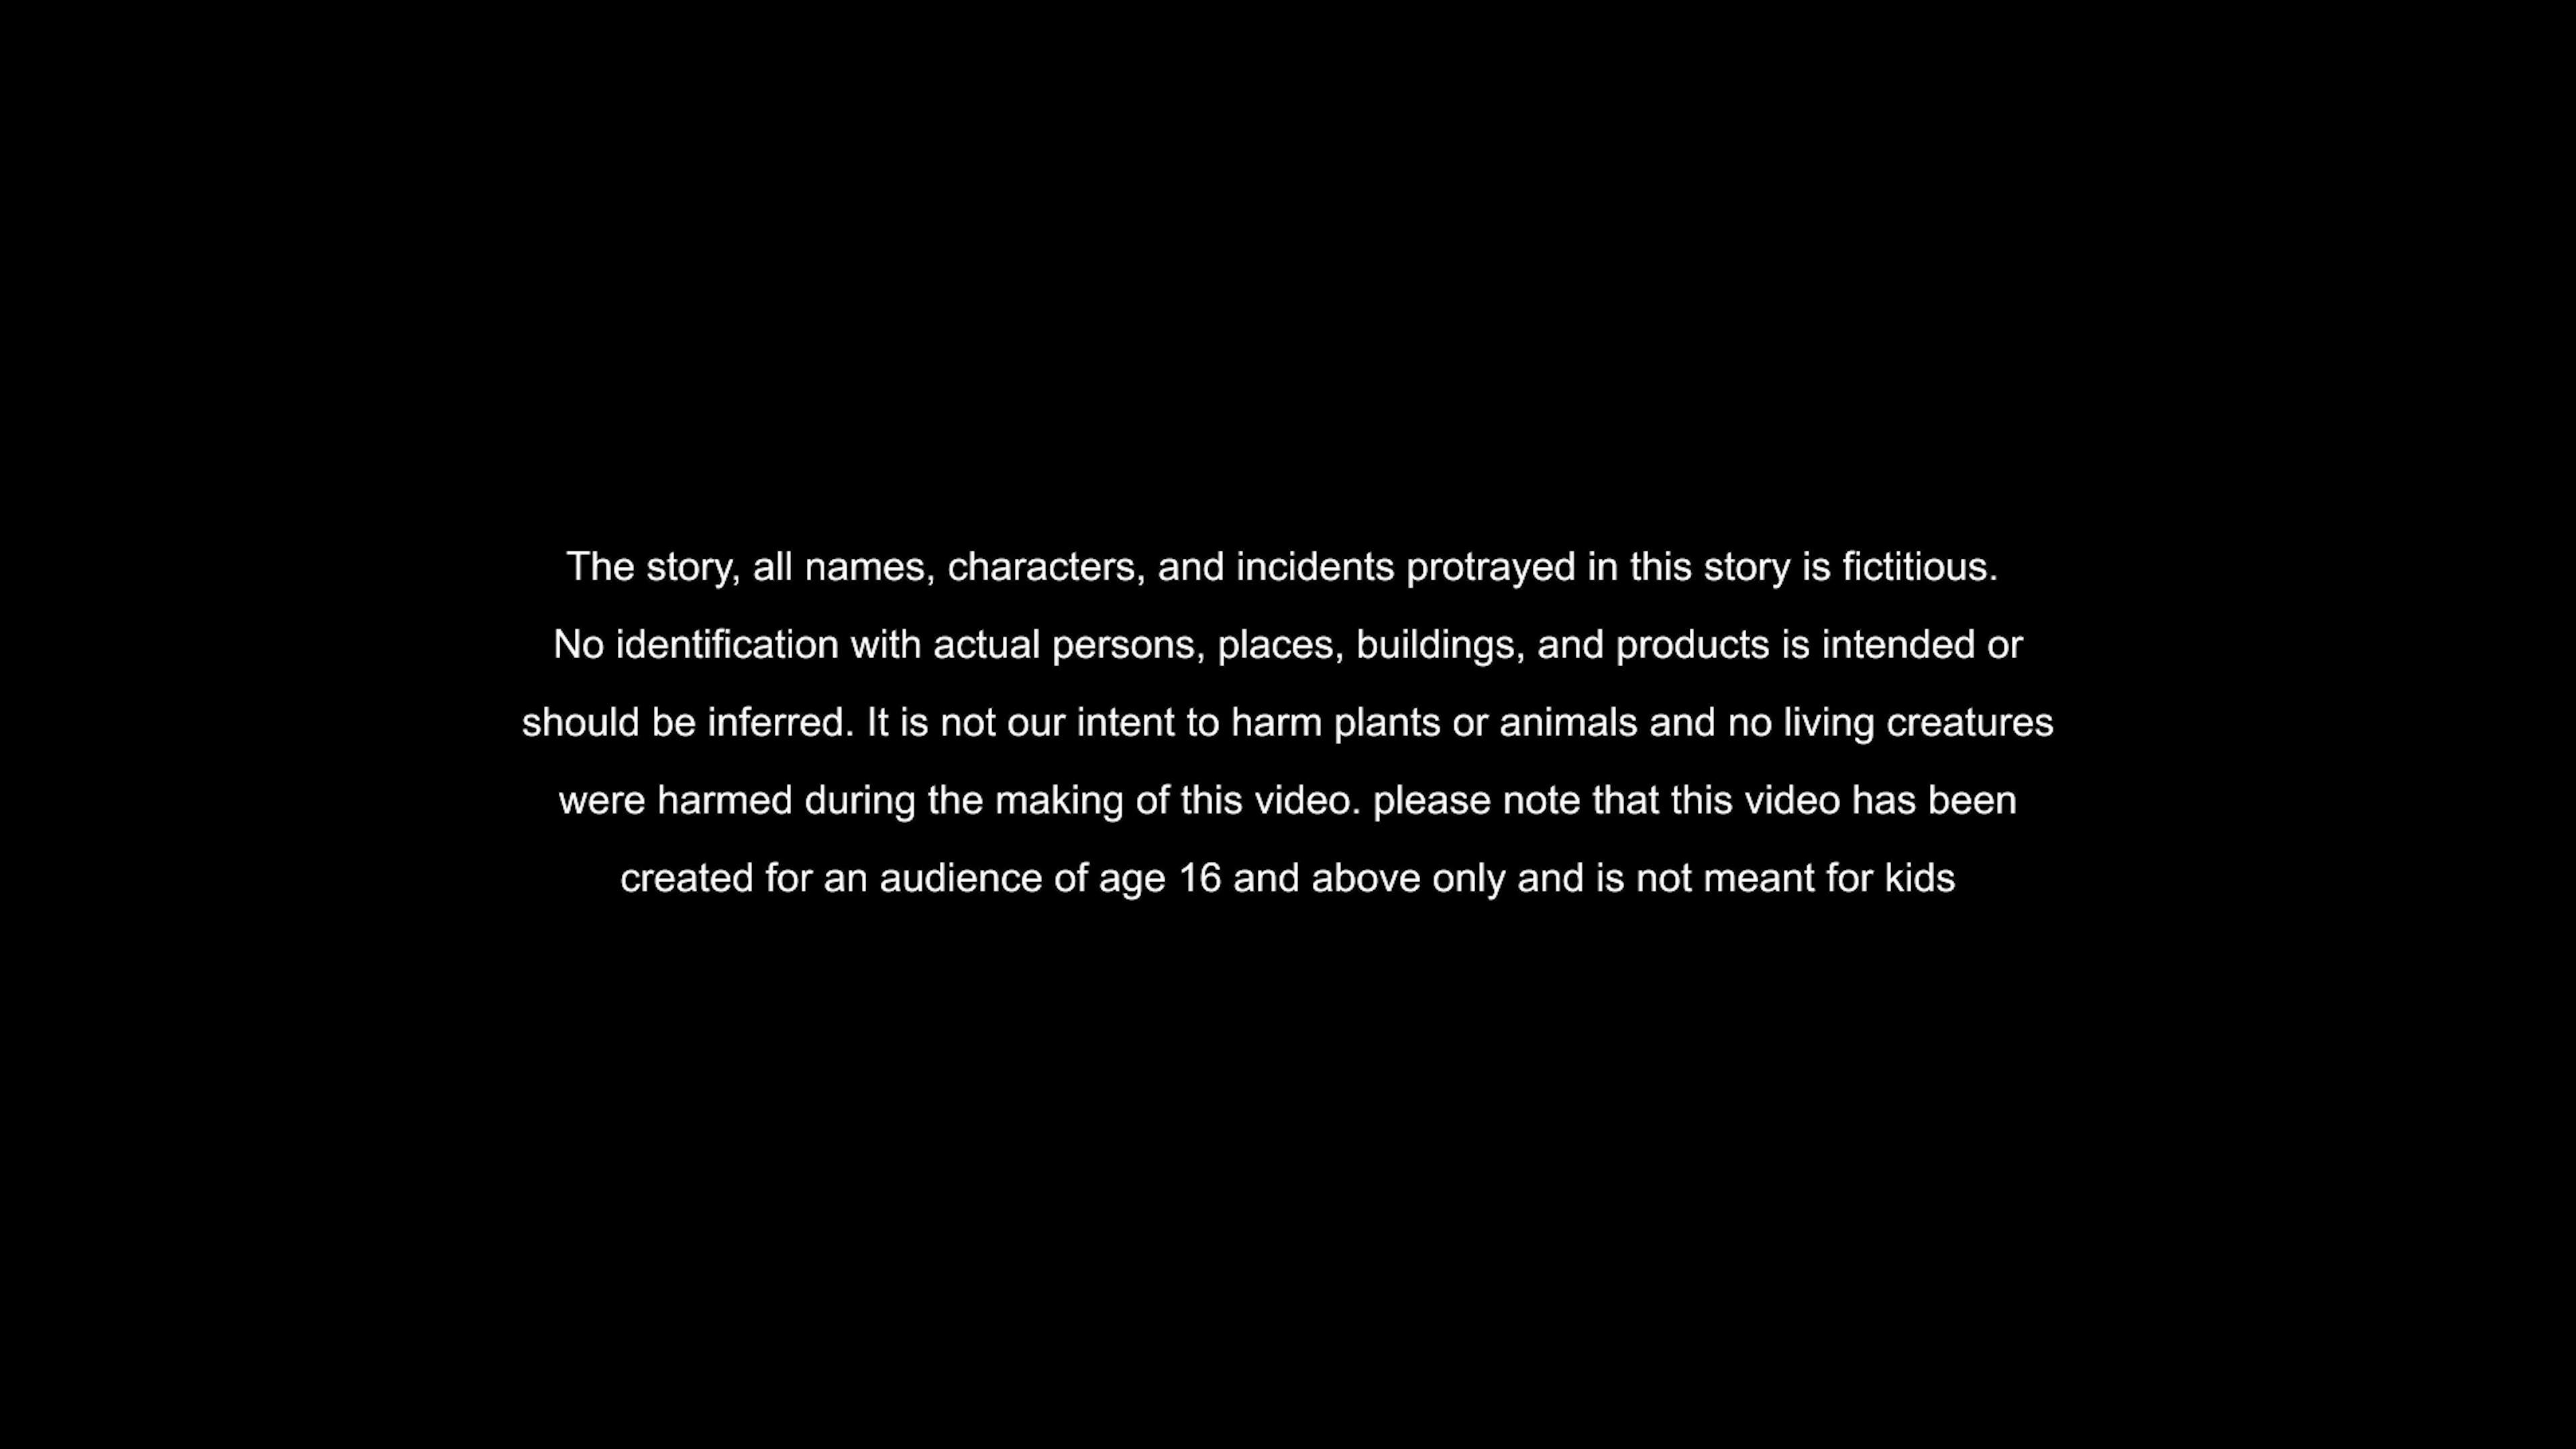 The story, all names, characters, and incidents protrayed in this story is fictitious.
No identification with actual persons, places, buildings, and products is intended or
should be inferred. It is not our intent to harm plants or animals and no living creatures
were harmed during the making of this video. please note that this video has been
created for an audience of age 16 and above only and is not meant for kids